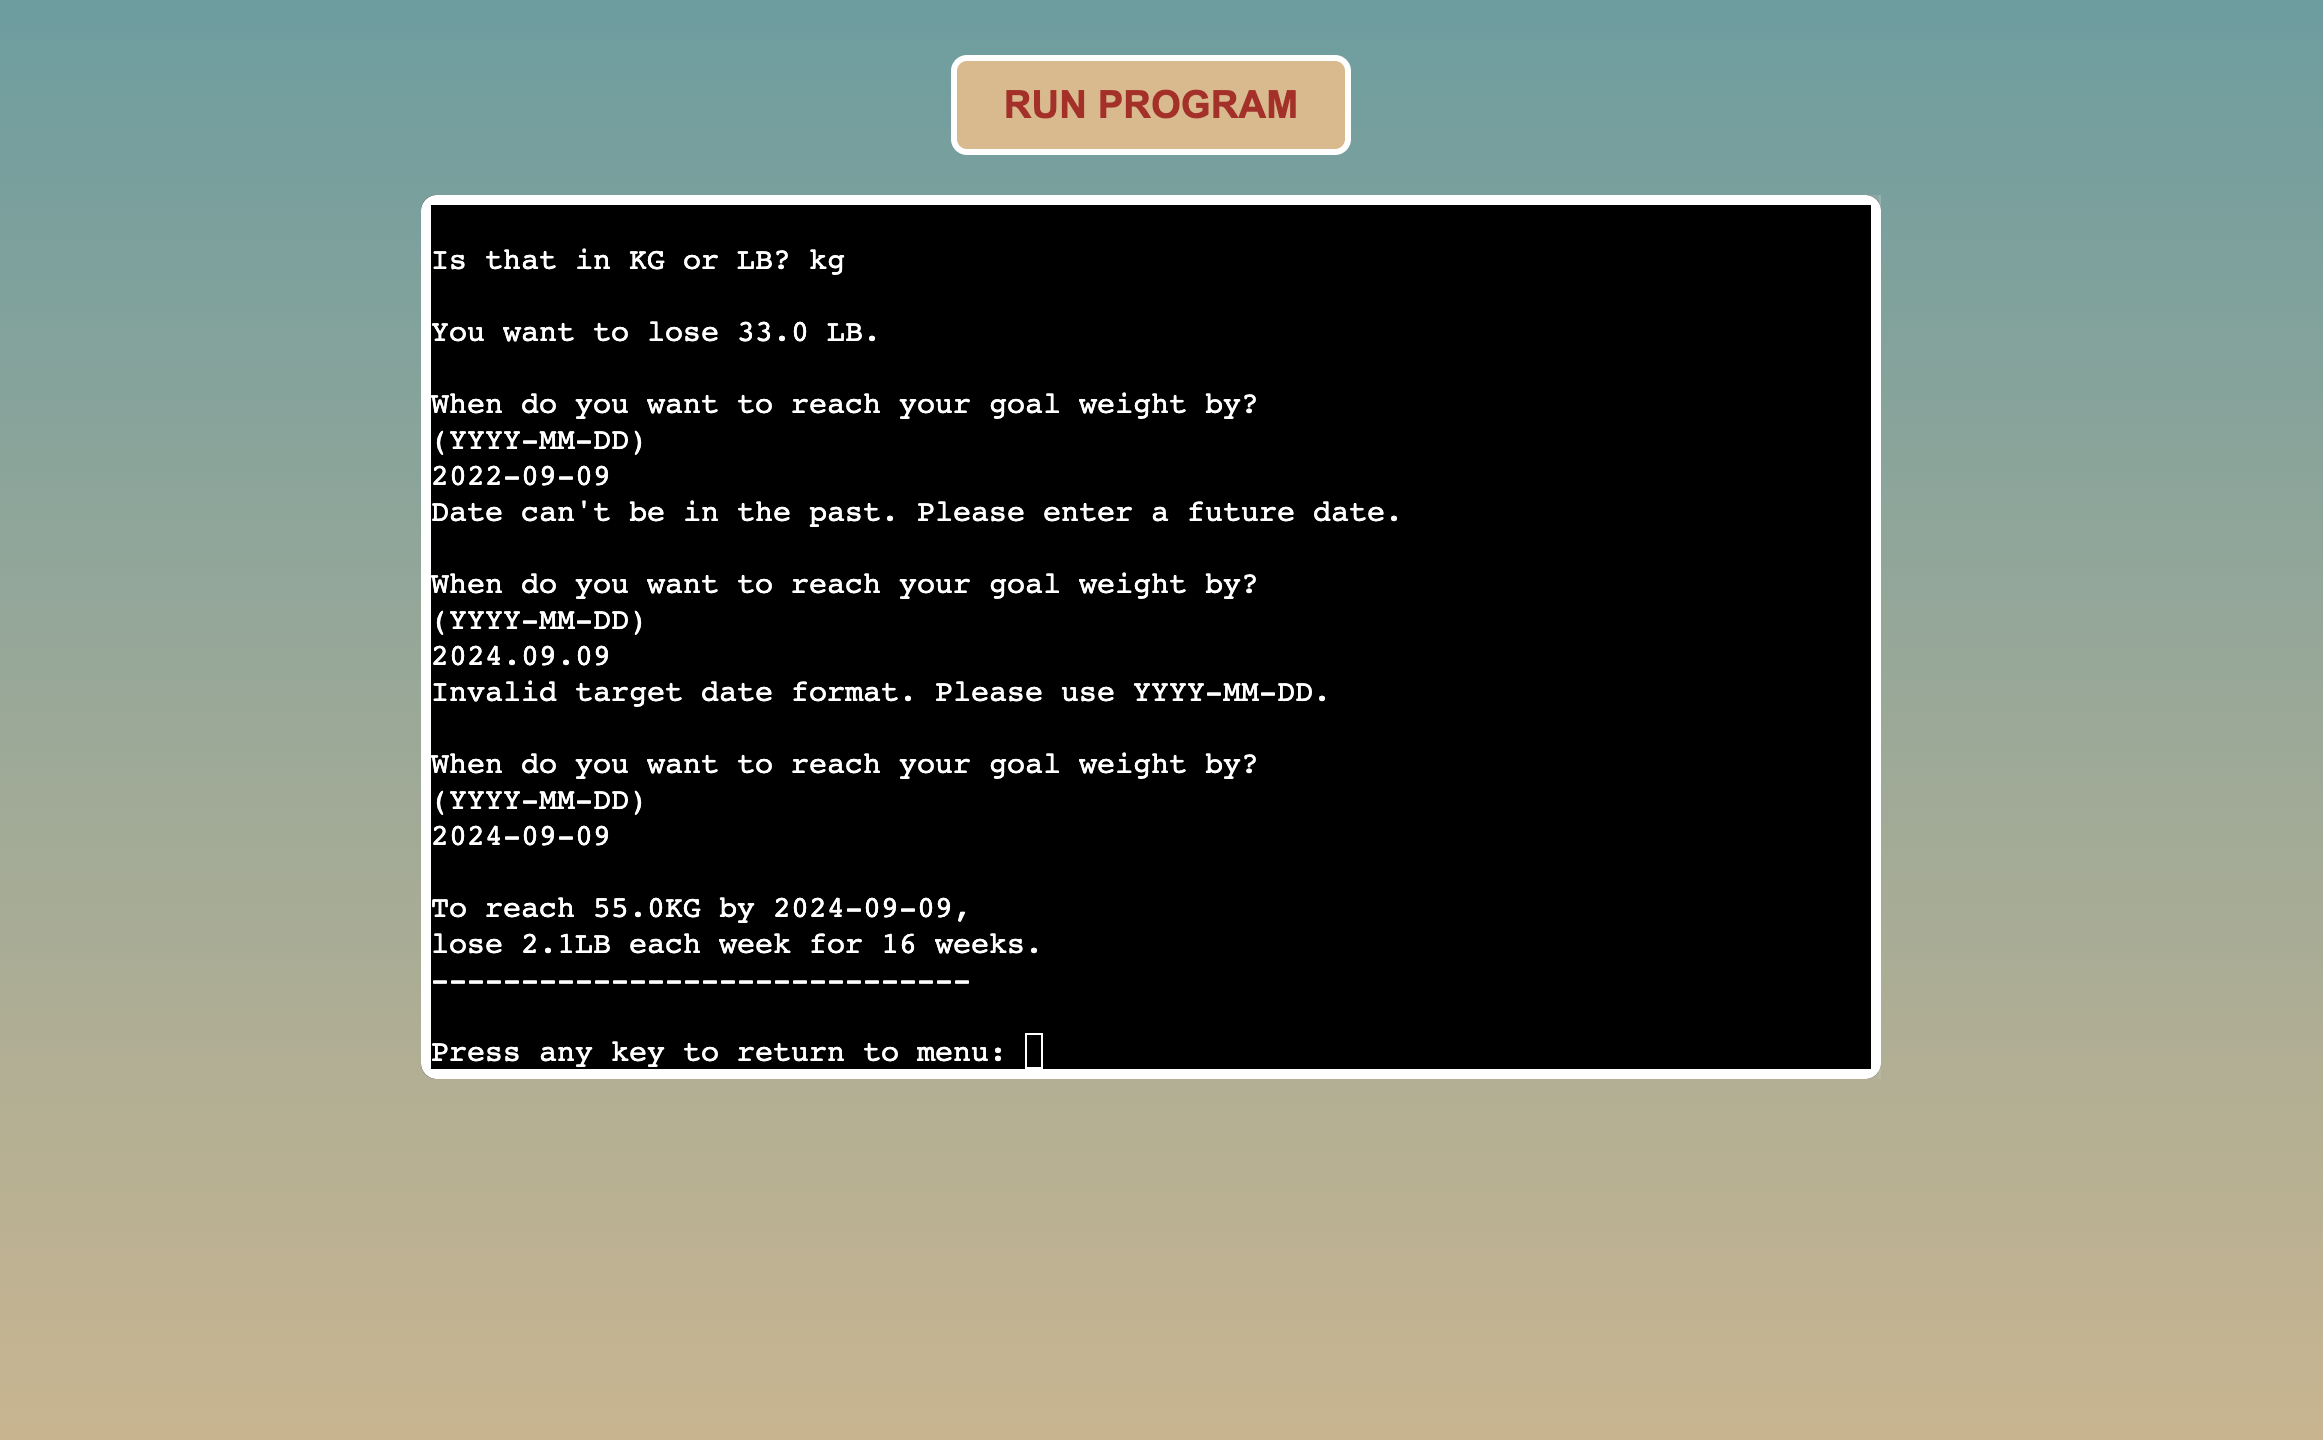 RUN PROGRAM
Is that in KG or LB? kg
You want to lose 33.0 LB.
When do you want to reach your goal weight by?
(YYYY-MM-DD)
2022-09-09
Date can't be in the past. Please enter a future date.
When do you want to reach your goal weight by?
(YYYY-MM-DD)
2024.09.09
Invalid target date format. Please use YYYY-MM-DD.
When do you want to reach your goal weight by?
(YYYY-MM-DD)
2024-09-09
To reach 55.0KG by 2024-09-09,
lose 2.1LB each week for 16 weeks.
------------------------------
Press any key to return to menu: